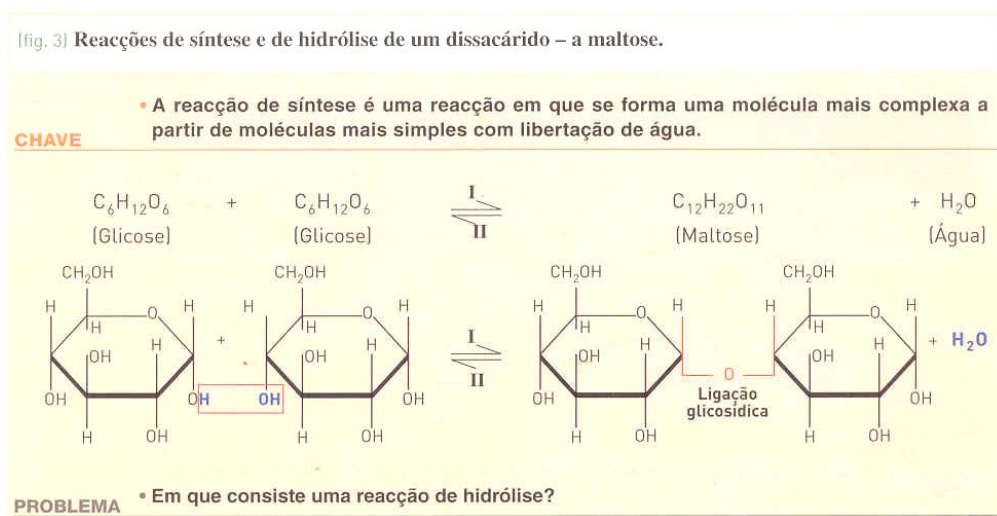 (fig. 3) Reacções de síntese e de hidrólise de um dissacárido – a maltose.
• A reacção de síntese é uma reacção em que se forma uma molécula mais complexa a
CHAVE partir de moléculas mais simples com libertação de água.
C₆H₁₂O₆ + C₆H₁₂O₆ I C₁₂H₂₂O₁₁ + H₂O
(Glicose) (Glicose) II (Maltose) (Água)
CH₂OH CH₂OH CH₂OH CH₂OH
H O H H O H H O H H O H
H H H H
+ H H I H H + H₂O
OH OH II OH OH
OH OH OH OH O OH OH
Ligação
glicosídica
H OH H OH H OH H OH
PROBLEMA • Em que consiste uma reacção de hidrólise?